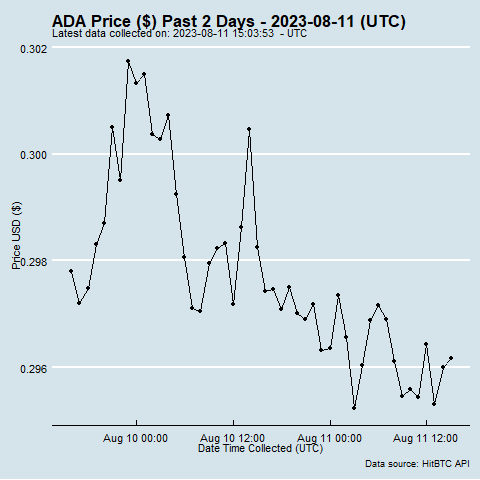 ADA Price ($) Past 2 Days - 2023-08-11 (UTC)
Latest data collected on: 2023-08-11 15:03:53 - UTC
0.302
0.300
0.298
0.296
Price USD ($)
Aug 10 00:00 Aug 10 12:00 Aug 11 00:00 Aug 11 12:00
Date Time Collected (UTC)
Data source: HitBTC API